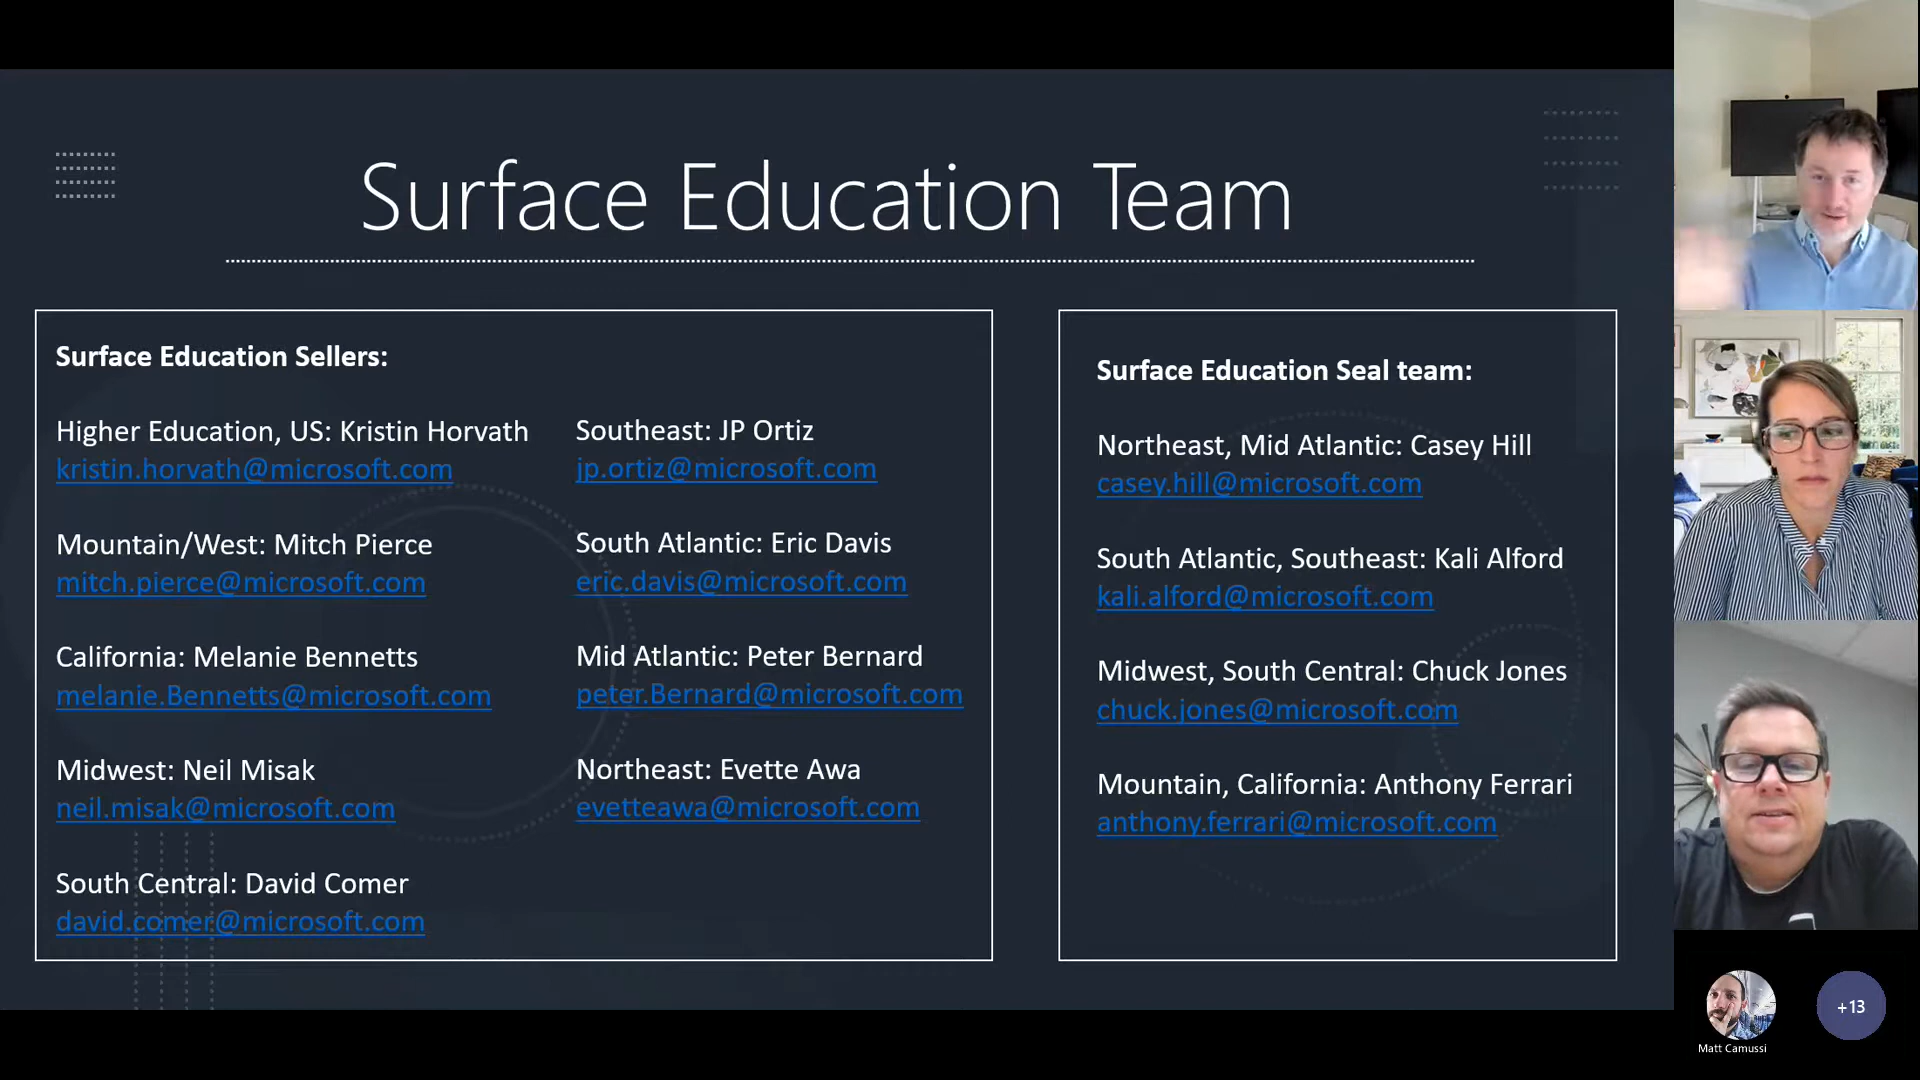 Surface Education Team
Surface Education Sellers:
Higher Education, US: Kristin Horvath
kristin.horvath@microsoft.com
Mountain/West: Mitch Pierce
mitch.pierce@microsoft.com
California: Melanie Bennetts
melanie.Bennetts@microsoft.com
Midwest: Neil Misak
neil.misak@microsoft.com
South Central: David Comer
david.comer@microsoft.com
Southeast: JP Ortiz
jp.ortiz@microsoft.com
South Atlantic: Eric Davis
eric.davis@microsoft.com
Mid Atlantic: Peter Bernard
peter.Bernard@microsoft.com
Northeast: Evette Awa
evetteawa@microsoft.com
Surface Education Seal team:
Northeast, Mid Atlantic: Casey Hill
casey.hill@microsoft.com
South Atlantic, Southeast: Kali Alford
kali.alford@microsoft.com
Midwest, South Central: Chuck Jones
chuck.jones@microsoft.com
Mountain, California: Anthony Ferrari
anthony.ferrari@microsoft.com
+13
Matt Camussi